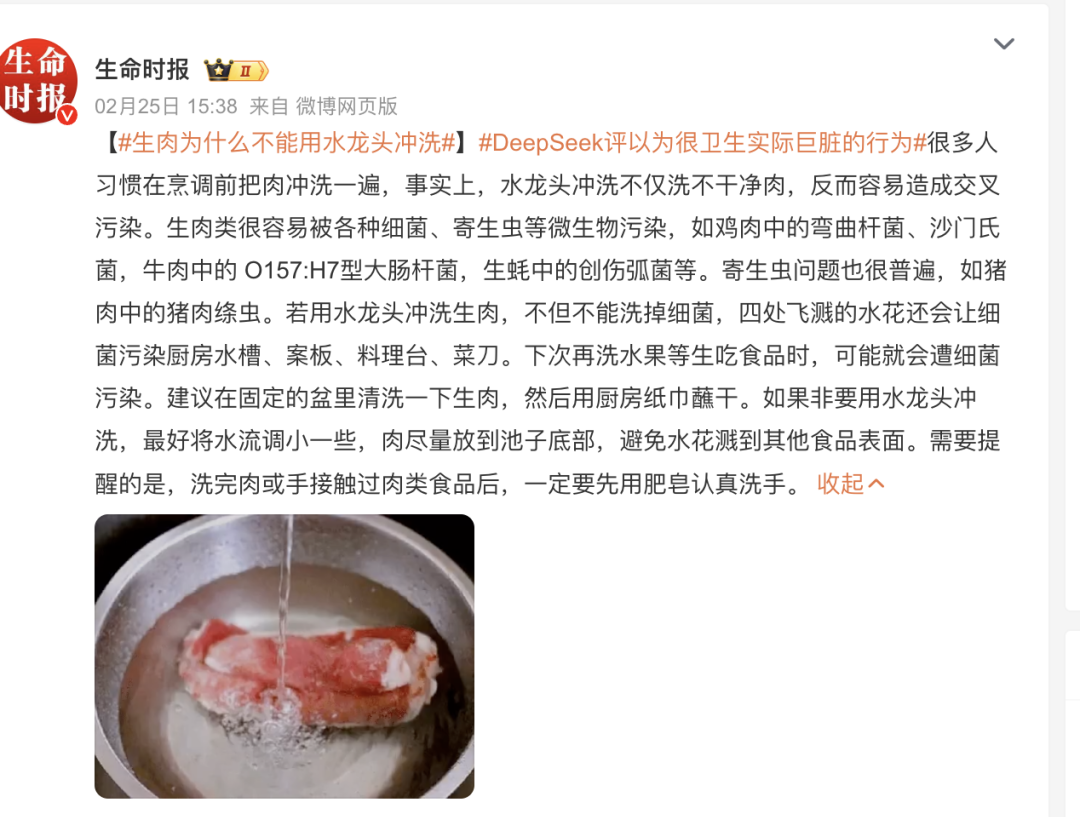 生命
时报
生命时报 II
02月25日 15:38 来自 微博网页版
【#生肉为什么不能用水龙头冲洗#】#DeepSeek评以为很卫生实际巨脏的行为#很多人
习惯在烹调前把肉冲洗一遍，事实上，水龙头冲洗不仅洗不干净肉，反而容易造成交叉
污染。生肉类很容易被各种细菌、寄生虫等微生物污染，如鸡肉中的弯曲杆菌、沙门氏
菌，牛肉中的 O157:H7型大肠杆菌，生蚝中的创伤弧菌等。寄生虫问题也很普遍，如猪
肉中的猪肉绦虫。若用水龙头冲洗生肉，不但不能洗掉细菌，四处飞溅的水花还会让细
菌污染厨房水槽、案板、料理台、菜刀。下次再洗水果等生吃食品时，可能就会遭细菌
污染。建议在固定的盆里清洗一下生肉，然后用厨房纸巾蘸干。如果非要用水龙头冲
洗，最好将水流调小一些，肉尽量放到池子底部，避免水花溅到其他食品表面。需要提
醒的是，洗完肉或手接触过肉类食品后，一定要先用肥皂认真洗手。 收起